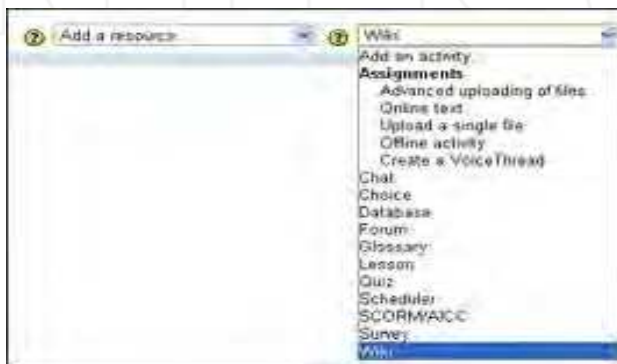 Add a resource
Wiki
Add an activity
Assignments
Advanced uploading of files
Online text
Upload a single file
Offline activity
Create a VoiceThread
Chat
Choice
Database
Forum
Glossary
Lesson
Quiz
Scheduler
SCORM/AICC
Survey
Wiki